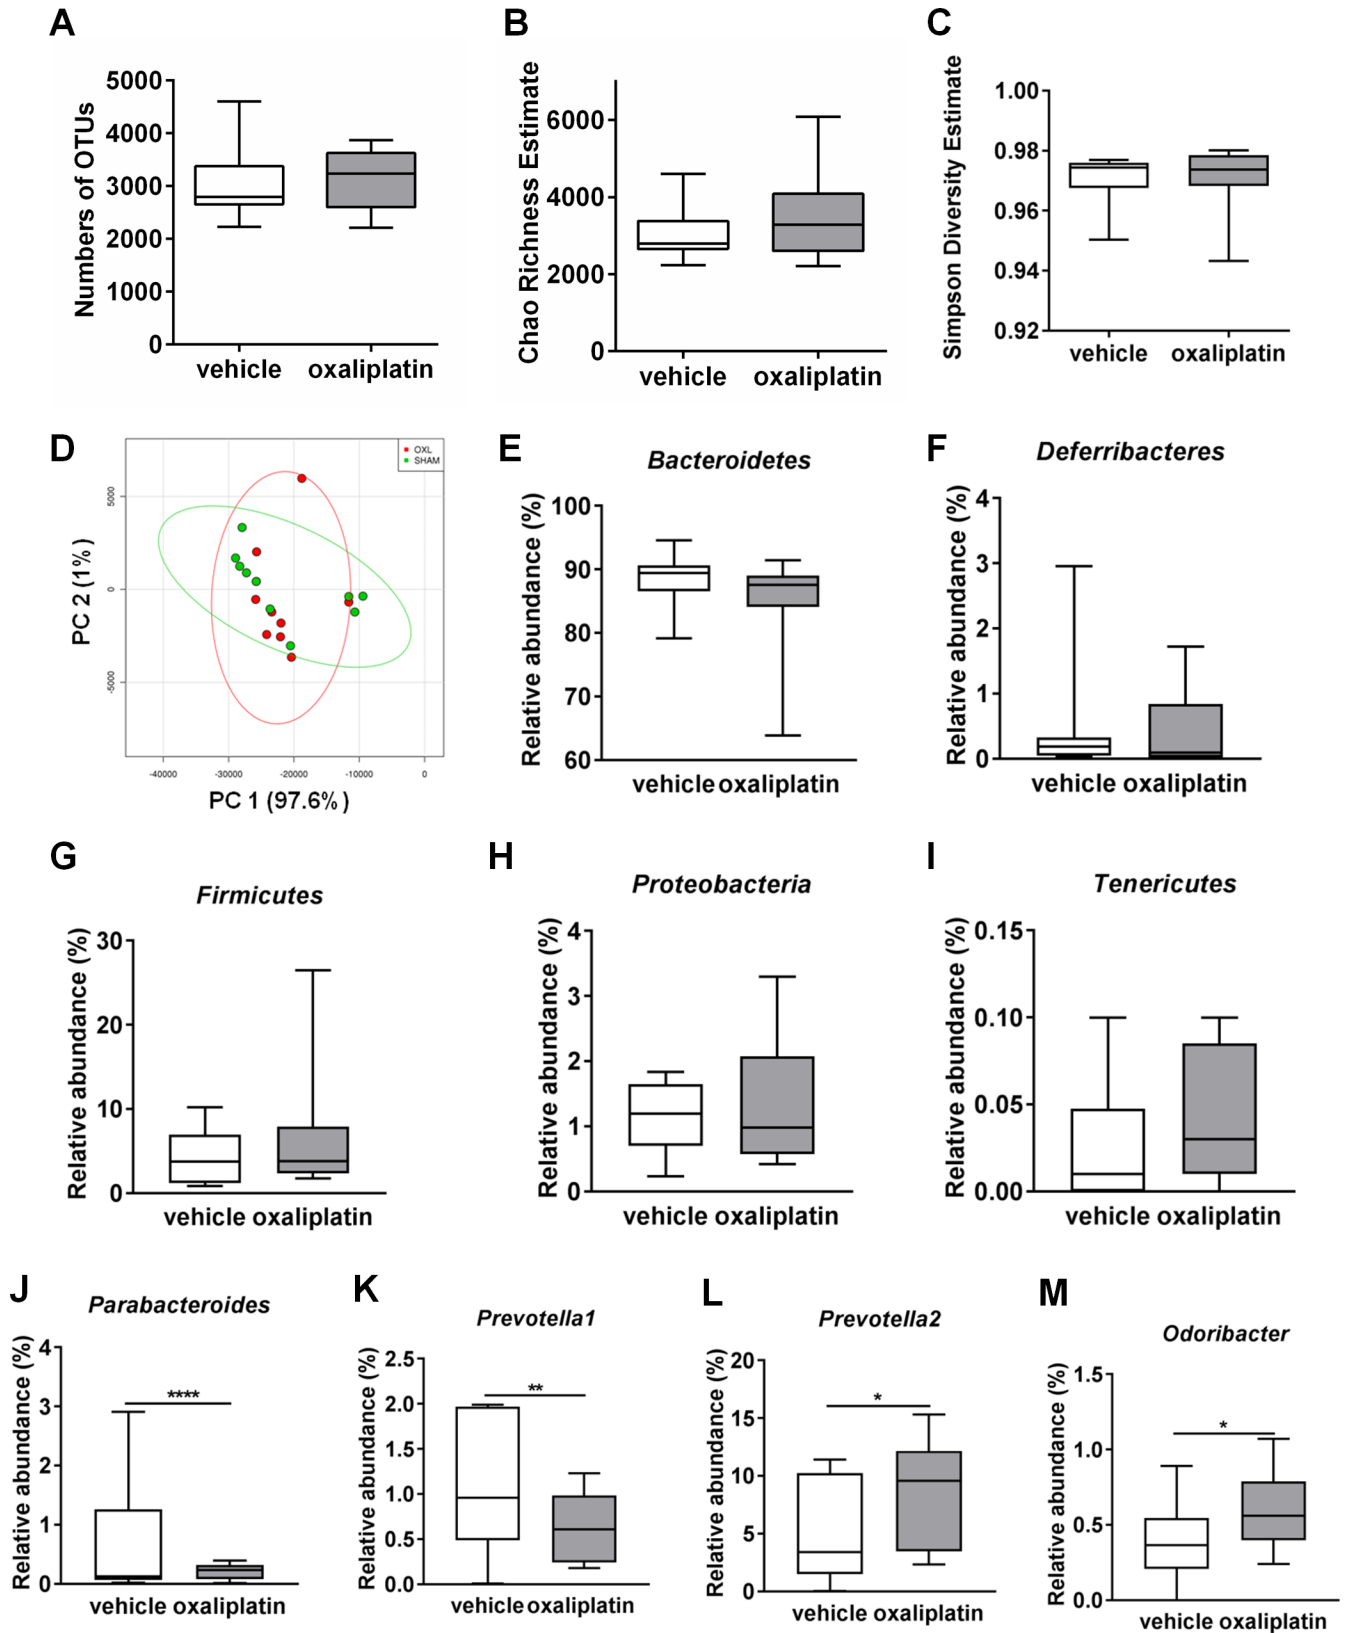 A
Numbers of OTUs
5000
4000
3000
2000
1000
0
vehicle oxaliplatin
B
Chao Richness Estimate
6000
4000
2000
0
vehicle oxaliplatin
C
Simpson Diversity Estimate
1.00
0.98
0.96
0.94
0.92
vehicle oxaliplatin
D
OXL
SHAM
PC 2 (1%)
5000
0
-5000
-40000 -30000 -20000 -10000 0
PC 1 (97.6%)
E
Bacteroidetes
Relative abundance (%)
100
90
80
70
60
vehicle oxaliplatin
F
Deferribacteres
Relative abundance (%)
4
3
2
1
0
vehicle oxaliplatin
G
Firmicutes
Relative abundance (%)
30
20
10
0
vehicle oxaliplatin
H
Proteobacteria
Relative abundance (%)
4
3
2
1
0
vehicle oxaliplatin
I
Tenericutes
Relative abundance (%)
0.15
0.10
0.05
0.00
vehicle oxaliplatin
J
Parabacteroides
Relative abundance (%)
4
3
2
1
0
****
vehicle oxaliplatin
K
Prevotella1
Relative abundance (%)
2.5
2.0
1.5
1.0
0.5
0.0
**
vehicle oxaliplatin
L
Prevotella2
Relative abundance (%)
20
15
10
5
0
*
vehicle oxaliplatin
M
Odoribacter
Relative abundance (%)
1.5
1.0
0.5
0.0
*
vehicle oxaliplatin